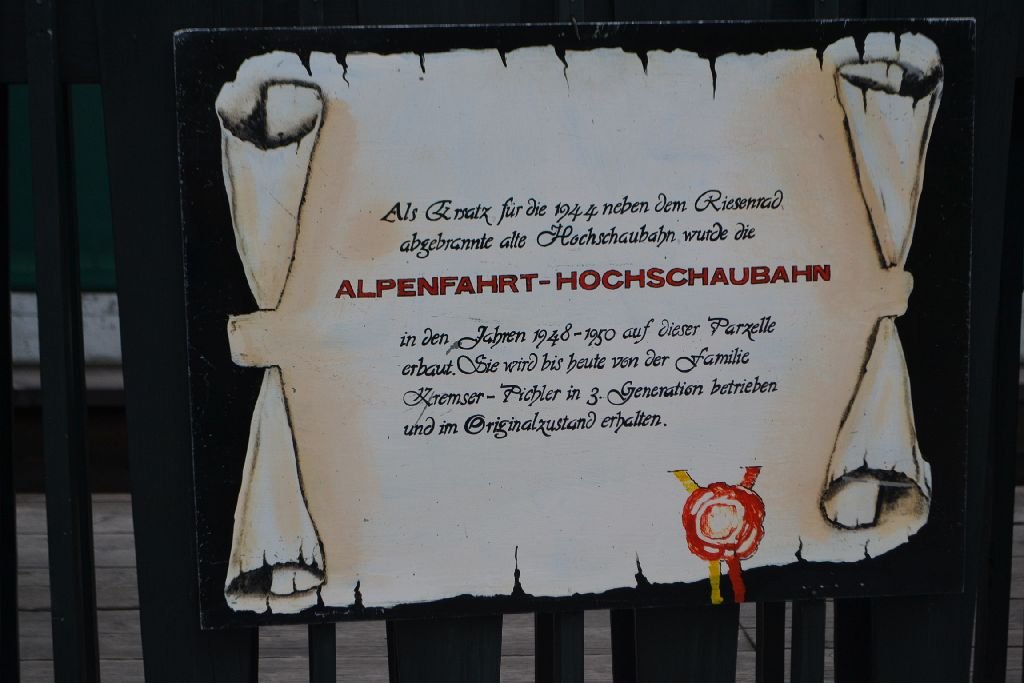 Als Ersatz für die 1944 neben dem Riesenrad
abgebrannte alte Hochschaubahn wurde die
ALPENFAHRT-HOCHSCHAUBAHN
in den Jahren 1948-1950 auf dieser Parzelle
erbaut. Sie wird bis heute von der Familie
Kremser-Pichler in 3. Generation betrieben
und im Originalzustand erhalten.